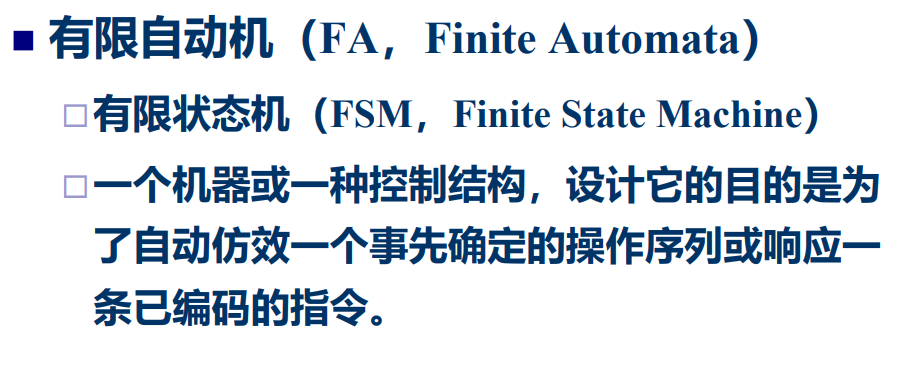 有限自动机（FA，Finite Automata）
有限状态机（FSM，Finite State Machine）
一个机器或一种控制结构，设计它的目的是为
了自动仿效一个事先确定的操作序列或响应一
条已编码的指令。